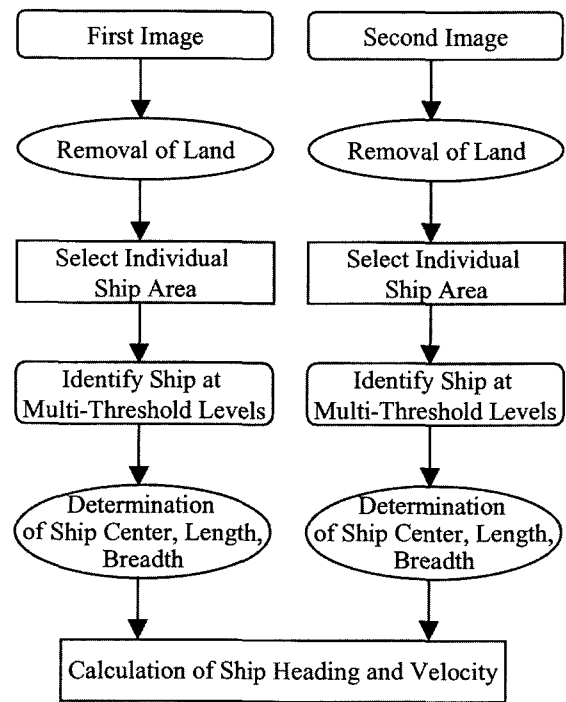 First Image
Removal of Land
Select Individual
Ship Area
Identify Ship at
Multi-Threshold Levels
Determination
of Ship Center, Length,
Breadth
Second Image
Removal of Land
Select Individual
Ship Area
Identify Ship at
Multi-Threshold Levels
Determination
of Ship Center, Length,
Breadth
Calculation of Ship Heading and Velocity